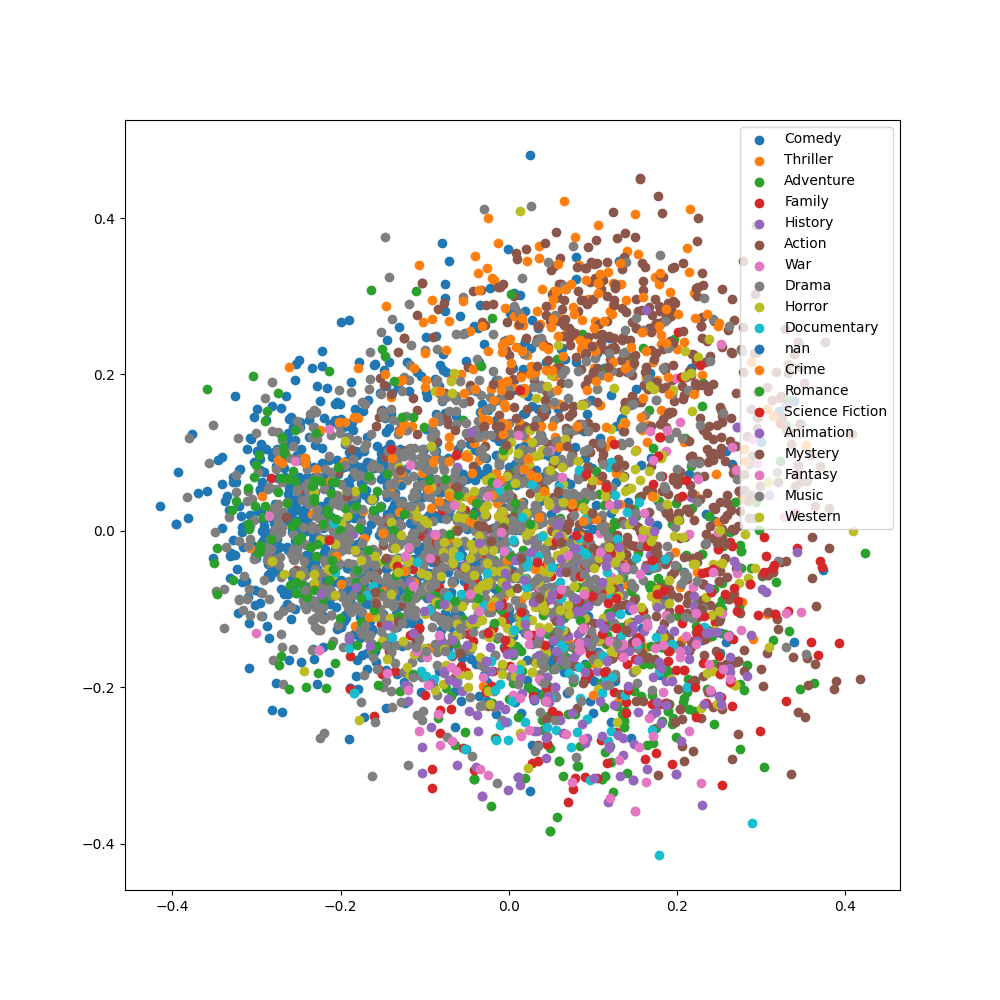 Comedy
Thriller
Adventure
Family
History
Action
War
Drama
Horror
Documentary
nan
Crime
Romance
Science Fiction
Animation
Mystery
Fantasy
Music
Western
0.4
0.2
0.0
−0.2
−0.4
−0.4 −0.2 0.0 0.2 0.4